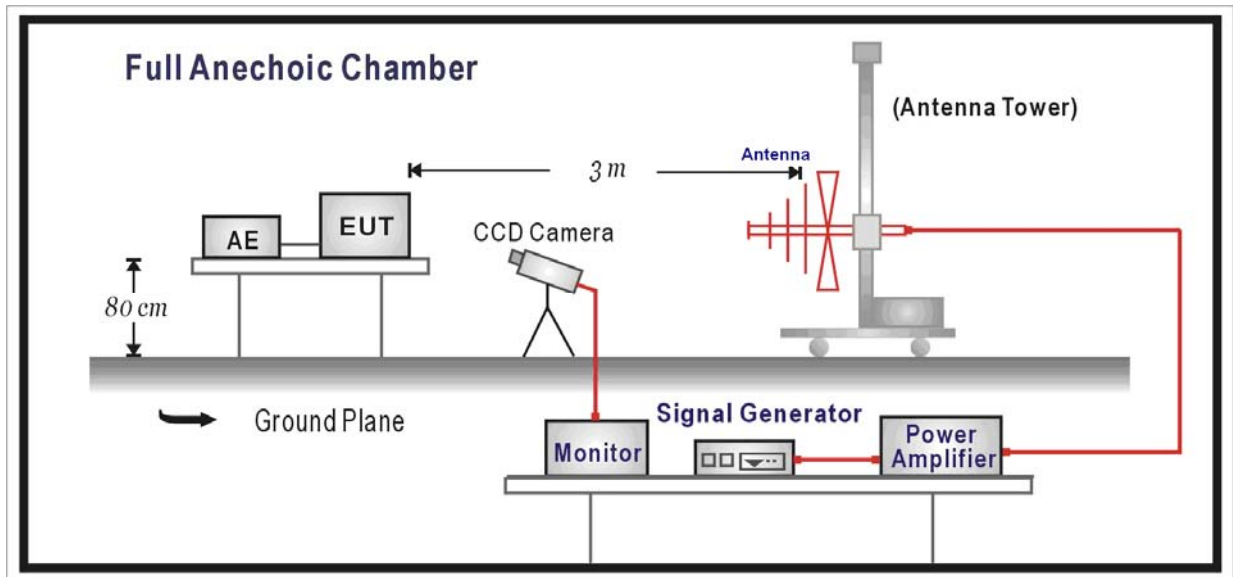 Full Anechoic Chamber
(Antenna Tower)
Antenna
3 m
AE
EUT
CCD Camera
80 cm
Ground Plane
Signal Generator
Monitor
Power
Amplifier